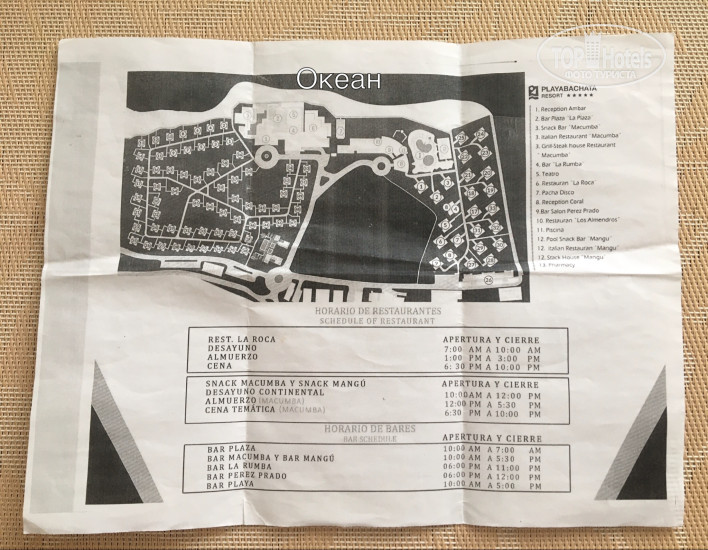 TOPHotels
ФОТО ТУРИСТА
Океан
PLAYABACHATA
RESORT ★★★★★
1. Reception Ambar
2. Bar Plaza "La Plaza"
3. Snack Bar "Macumba"
3. Italian Restaurant "Macumba"
3. Grill-Steak house Restaurant
"Macumba"
4. Bar "La Rumba"
5. Teatro
6. Restauran "La Roca"
7. Pacha Disco
8. Reception Coral
9.Bar Salon Perez Prado
10. Restauran "Los Almendros"
11. Piscina
12. Pool Snack Bar "Mangu"
12. Italian Restauran "Mangu"
12. Stock House "Mangu"
13. Pharmacy
HORARIO DE RESTAURANTES
SCHEDULE OF RESTAURANT
REST. LA ROCA APERTURA Y CIERRE
DESAYUNO 7:00 AM A 10:00 AM
ALMUERZO 1:00 PM A 3:00 PM
CENA 6:30 PM A 10:00 PM
SNACK MACUMBA Y SNACK MANGÚ APERTURA Y CIERRE
DESAYUNO CONTINENTAL 10:00AM A 12:00 PM
ALMUERZO (MACUMBA) 12:00 PM A 5:30 PM
CENA TEMÁTICA (MACUMBA) 6:30 PM A 10:00 PM
HORARIO DE BARES
BAR SCHEDULE
APERTURA Y CIERRE
BAR PLAZA 10:00 AM A 7:00 AM
BAR MACUMBA Y BAR MANGÚ 10:00 AM A 5:30 PM
BAR LA RUMBA 06:00 PM A 11:00 PM
BAR PEREZ PRADO 06:00 PM A 12:00 PM
BAR PLAYA 10:00 AM A 5:00 PM